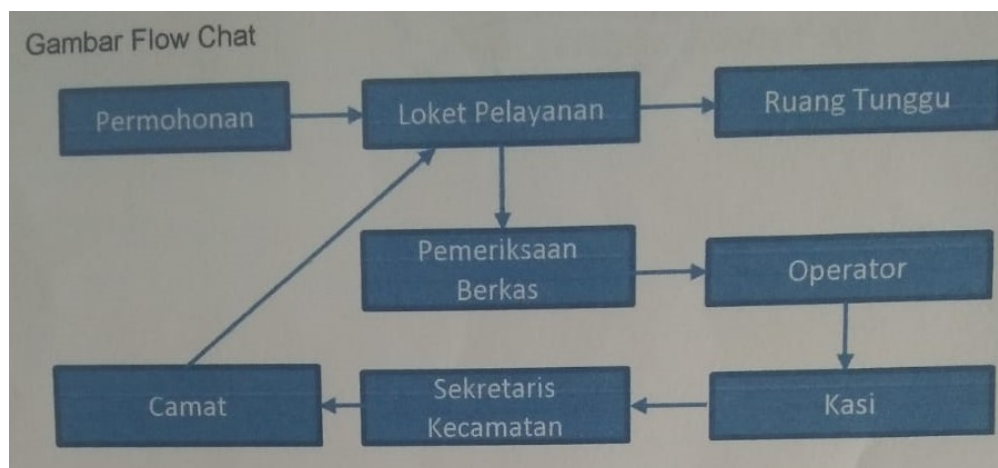 Gambar Flow Chat
Permohonan
Loket Pelayanan
Ruang Tunggu
Pemeriksaan
Berkas
Operator
Camat
Sekretaris
Kecamatan
Kasi